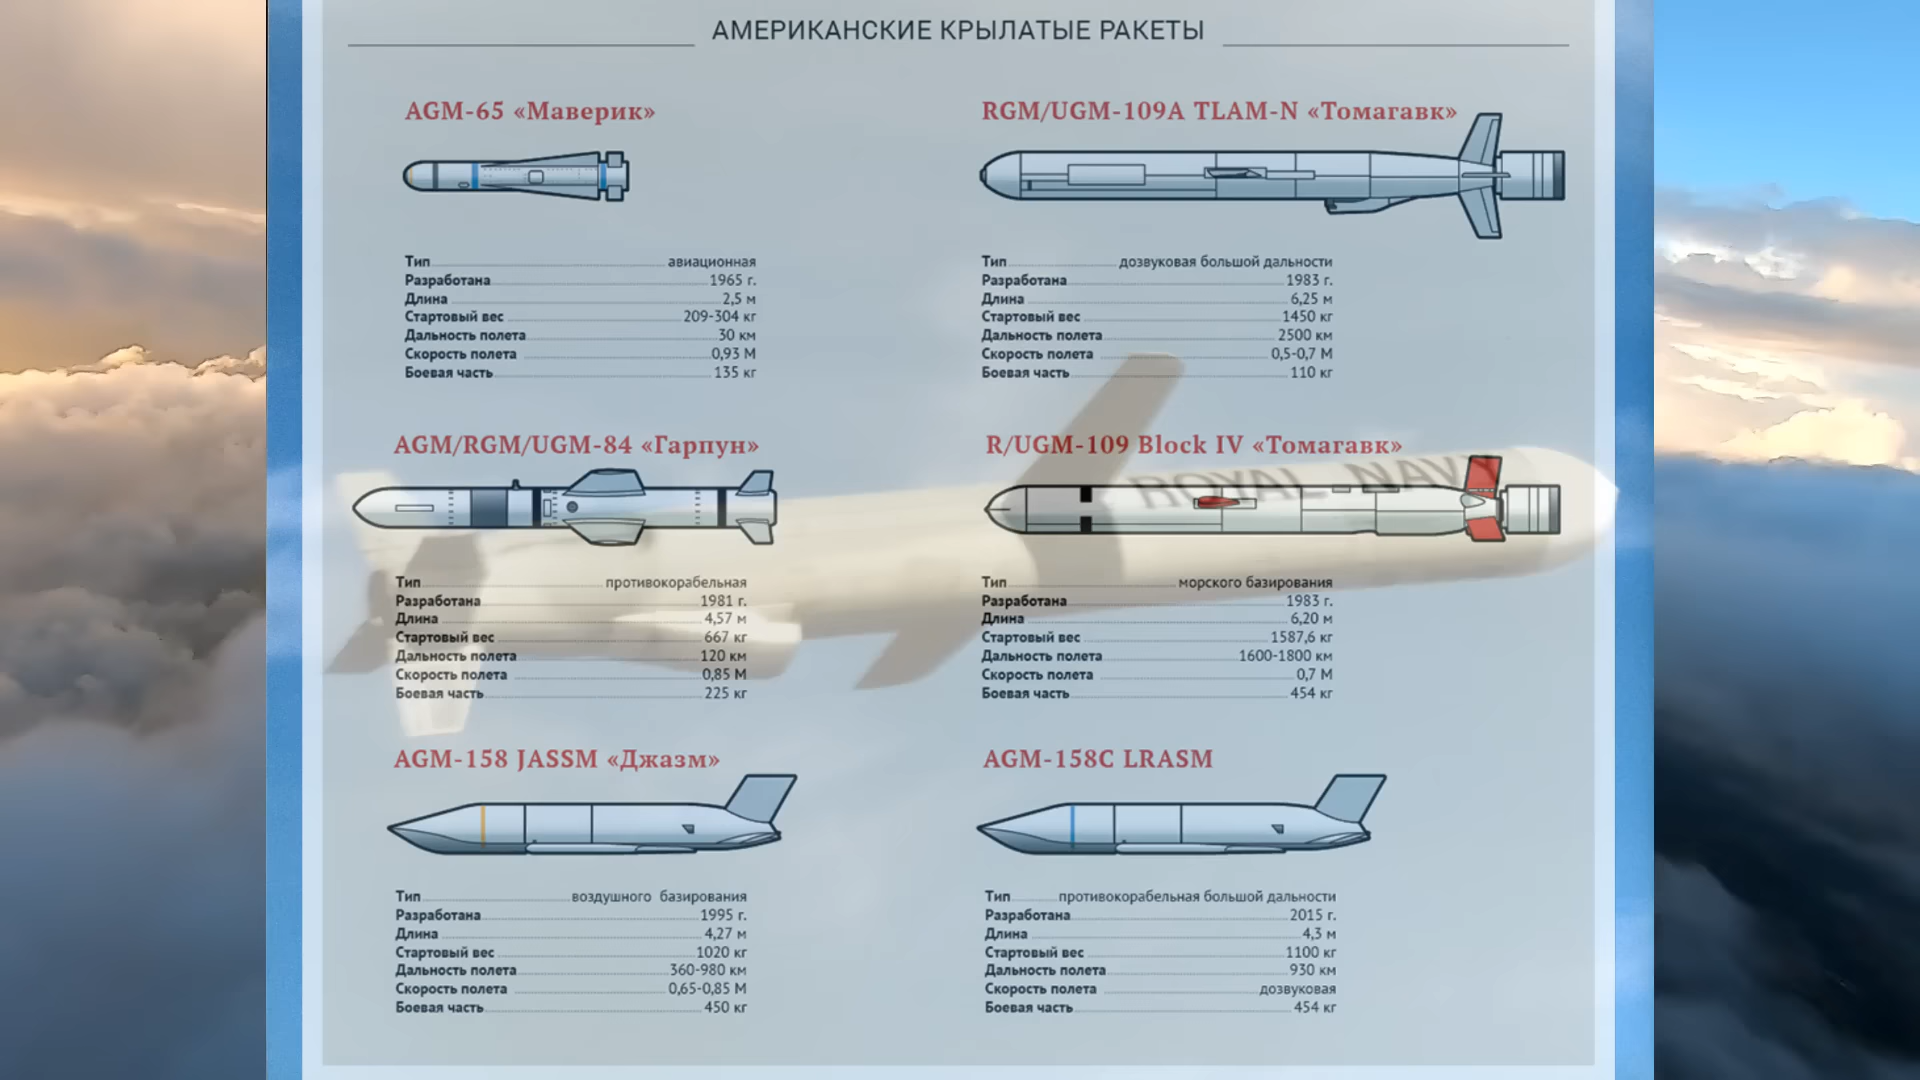 АМЕРИКАНСКИЕ КРЫЛАТЫЕ РАКЕТЫ
AGM-65 «Маверик»
Тип авиационная
Разработана 1965 г.
Длина 2,5 м
Стартовый вес 209-304 кг
Дальность полета 30 км
Скорость полета 0,93 М
Боевая часть 135 кг
RGM/UGM-109A TLAM-N «Томагавк»
Тип дозвуковая большой дальности
Разработана 1983 г.
Длина 6,25 м
Стартовый вес 1450 кг
Дальность полета 2500 км
Скорость полета 0,5-0,7 М
Боевая часть 110 кг
AGM/RGM/UGM-84 «Гарпун»
Тип противокорабельная
Разработана 1981 г.
Длина 4,57 м
Стартовый вес 667 кг
Дальность полета 120 км
Скорость полета 0,85 М
Боевая часть 225 кг
R/UGM-109 Block IV «Томагавк»
ROYAL NAVY
Тип морского базирования
Разработана 1983 г.
Длина 6,20 м
Стартовый вес 1587,6 кг
Дальность полета 1600-1800 км
Скорость полета 0,7 М
Боевая часть 454 кг
AGM-158 JASSM «Джазм»
Тип воздушного базирования
Разработана 1995 г.
Длина 4,27 м
Стартовый вес 1020 кг
Дальность полета 360-980 км
Скорость полета 0,65-0,85 М
Боевая часть 450 кг
AGM-158C LRASM
Тип противокорабельная большой дальности
Разработана 2015 г.
Длина 4,3 м
Стартовый вес 1100 кг
Дальность полета 930 км
Скорость полета дозвуковая
Боевая часть 454 кг